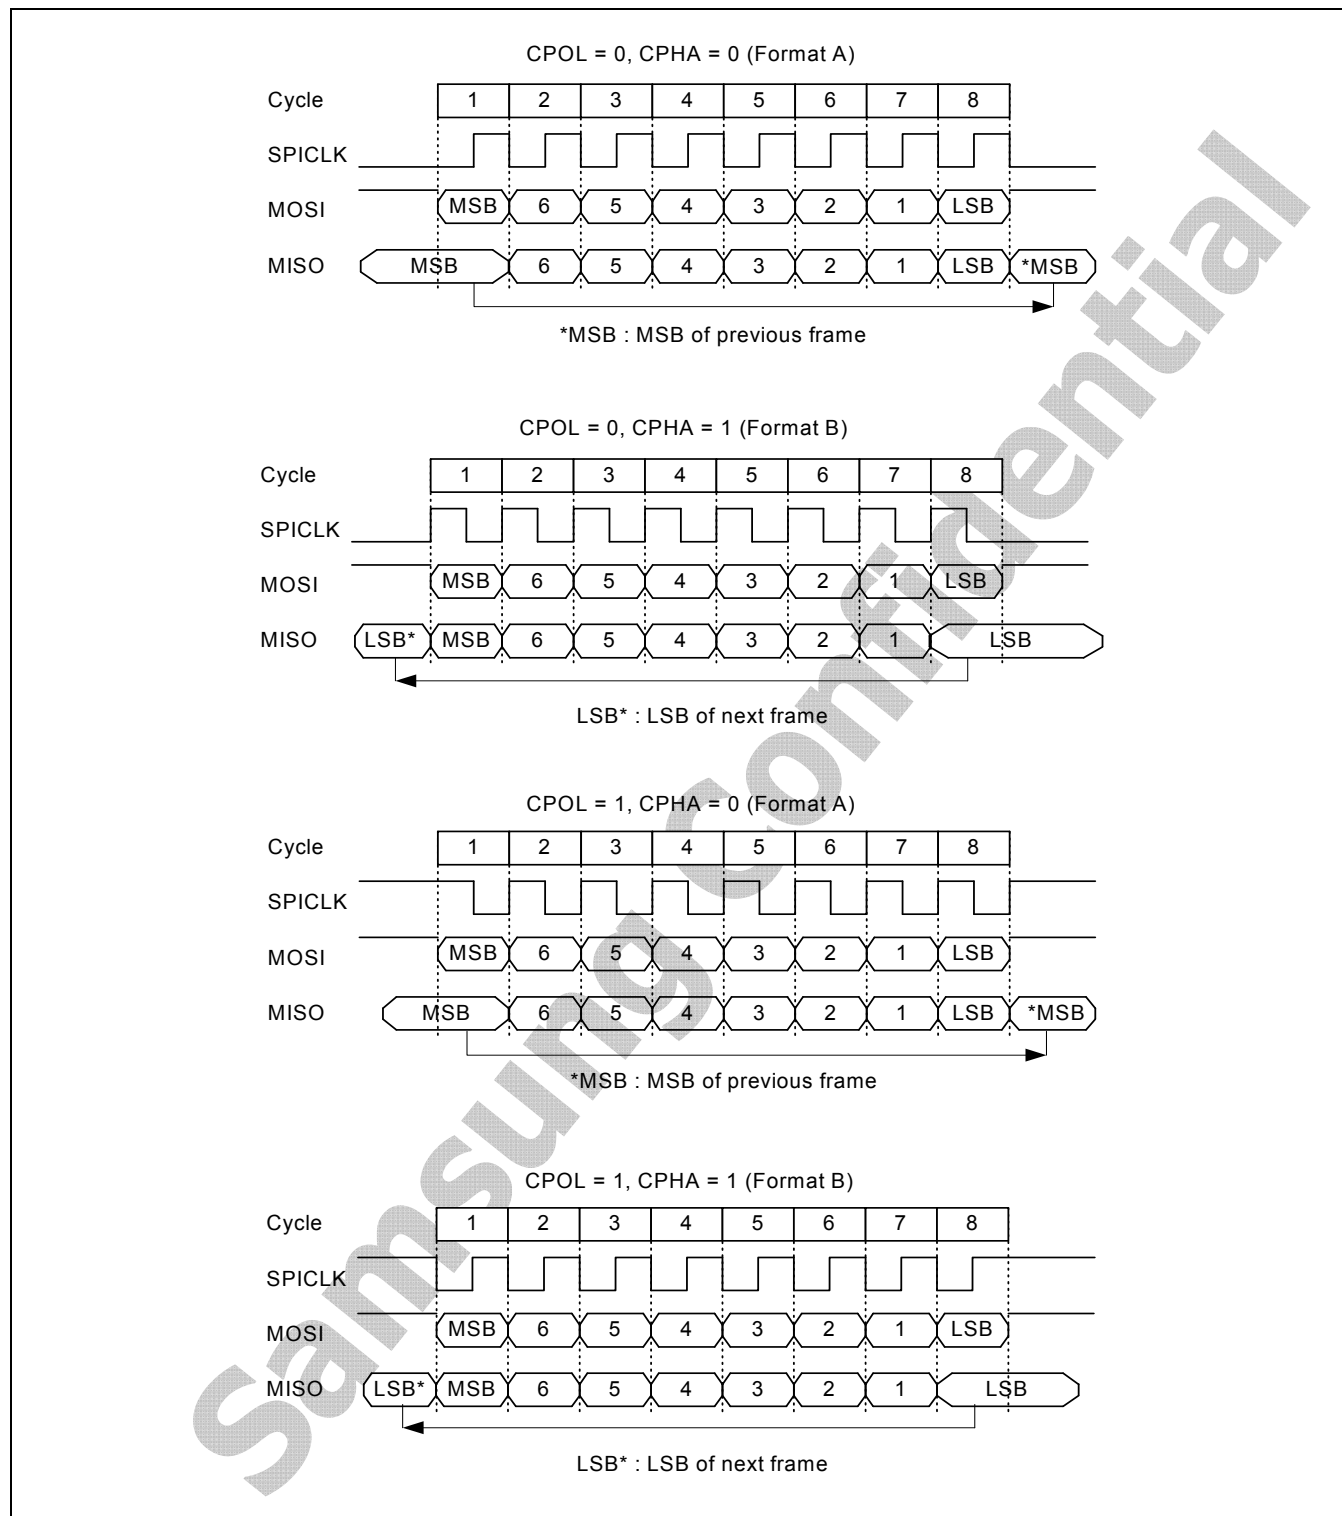 CPOL = 0, CPHA = 0 (Format A)
Cycle 1 2 3 4 5 6 7 8
SPICLK
MOSI MSB 6 5 4 3 2 1 LSB
MISO MSB 6 5 4 3 2 1 LSB *MSB
*MSB : MSB of previous frame
CPOL = 0, CPHA = 1 (Format B)
Cycle 1 2 3 4 5 6 7 8
SPICLK
MOSI MSB 6 5 4 3 2 1 LSB
MISO LSB* MSB 6 5 4 3 2 1 LSB
LSB* : LSB of next frame
CPOL = 1, CPHA = 0 (Format A)
Cycle 1 2 3 4 5 6 7 8
SPICLK
MOSI MSB 6 5 4 3 2 1 LSB
MISO MSB 6 5 4 3 2 1 LSB *MSB
*MSB : MSB of previous frame
CPOL = 1, CPHA = 1 (Format B)
Cycle 1 2 3 4 5 6 7 8
SPICLK
MOSI MSB 6 5 4 3 2 1 LSB
MISO LSB* MSB 6 5 4 3 2 1 LSB
LSB* : LSB of next frame
Samsung Confidential